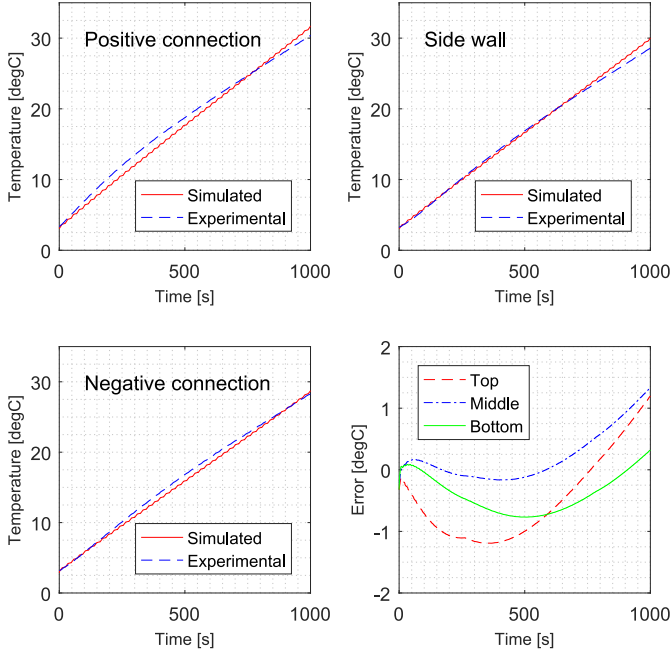 Positive connection
Temperature [degC]
30
20
10
0
Simulated
Experimental
0
500
1000
Time [s]
Side wall
Temperature [degC]
30
20
10
0
Simulated
Experimental
0
500
1000
Time [s]
Negative connection
Temperature [degC]
30
20
10
0
Simulated
Experimental
0
500
1000
Time [s]
Error [degC]
2
1
0
-1
-2
Top
Middle
Bottom
0
500
1000
Time [s]